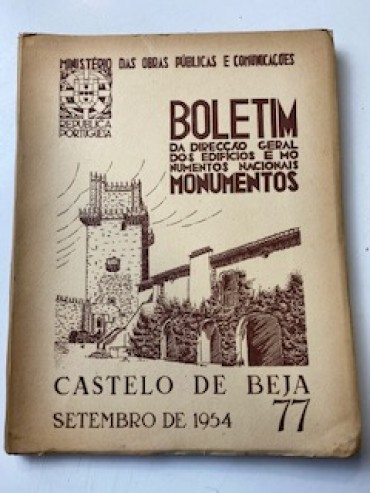 MINISTÉRIO DAS OBRAS PÚBLICAS E COMUNICAÇÕES
REPUBLICA
PORTUGUESA
BOLETIM
DA DIRECÇÃO GERAL
DOS EDIFÍCIOS E MO
NUMENTOS NACIONAIS
MONUMENTOS
CASTELO DE BEJA
SETEMBRO DE 1954 77